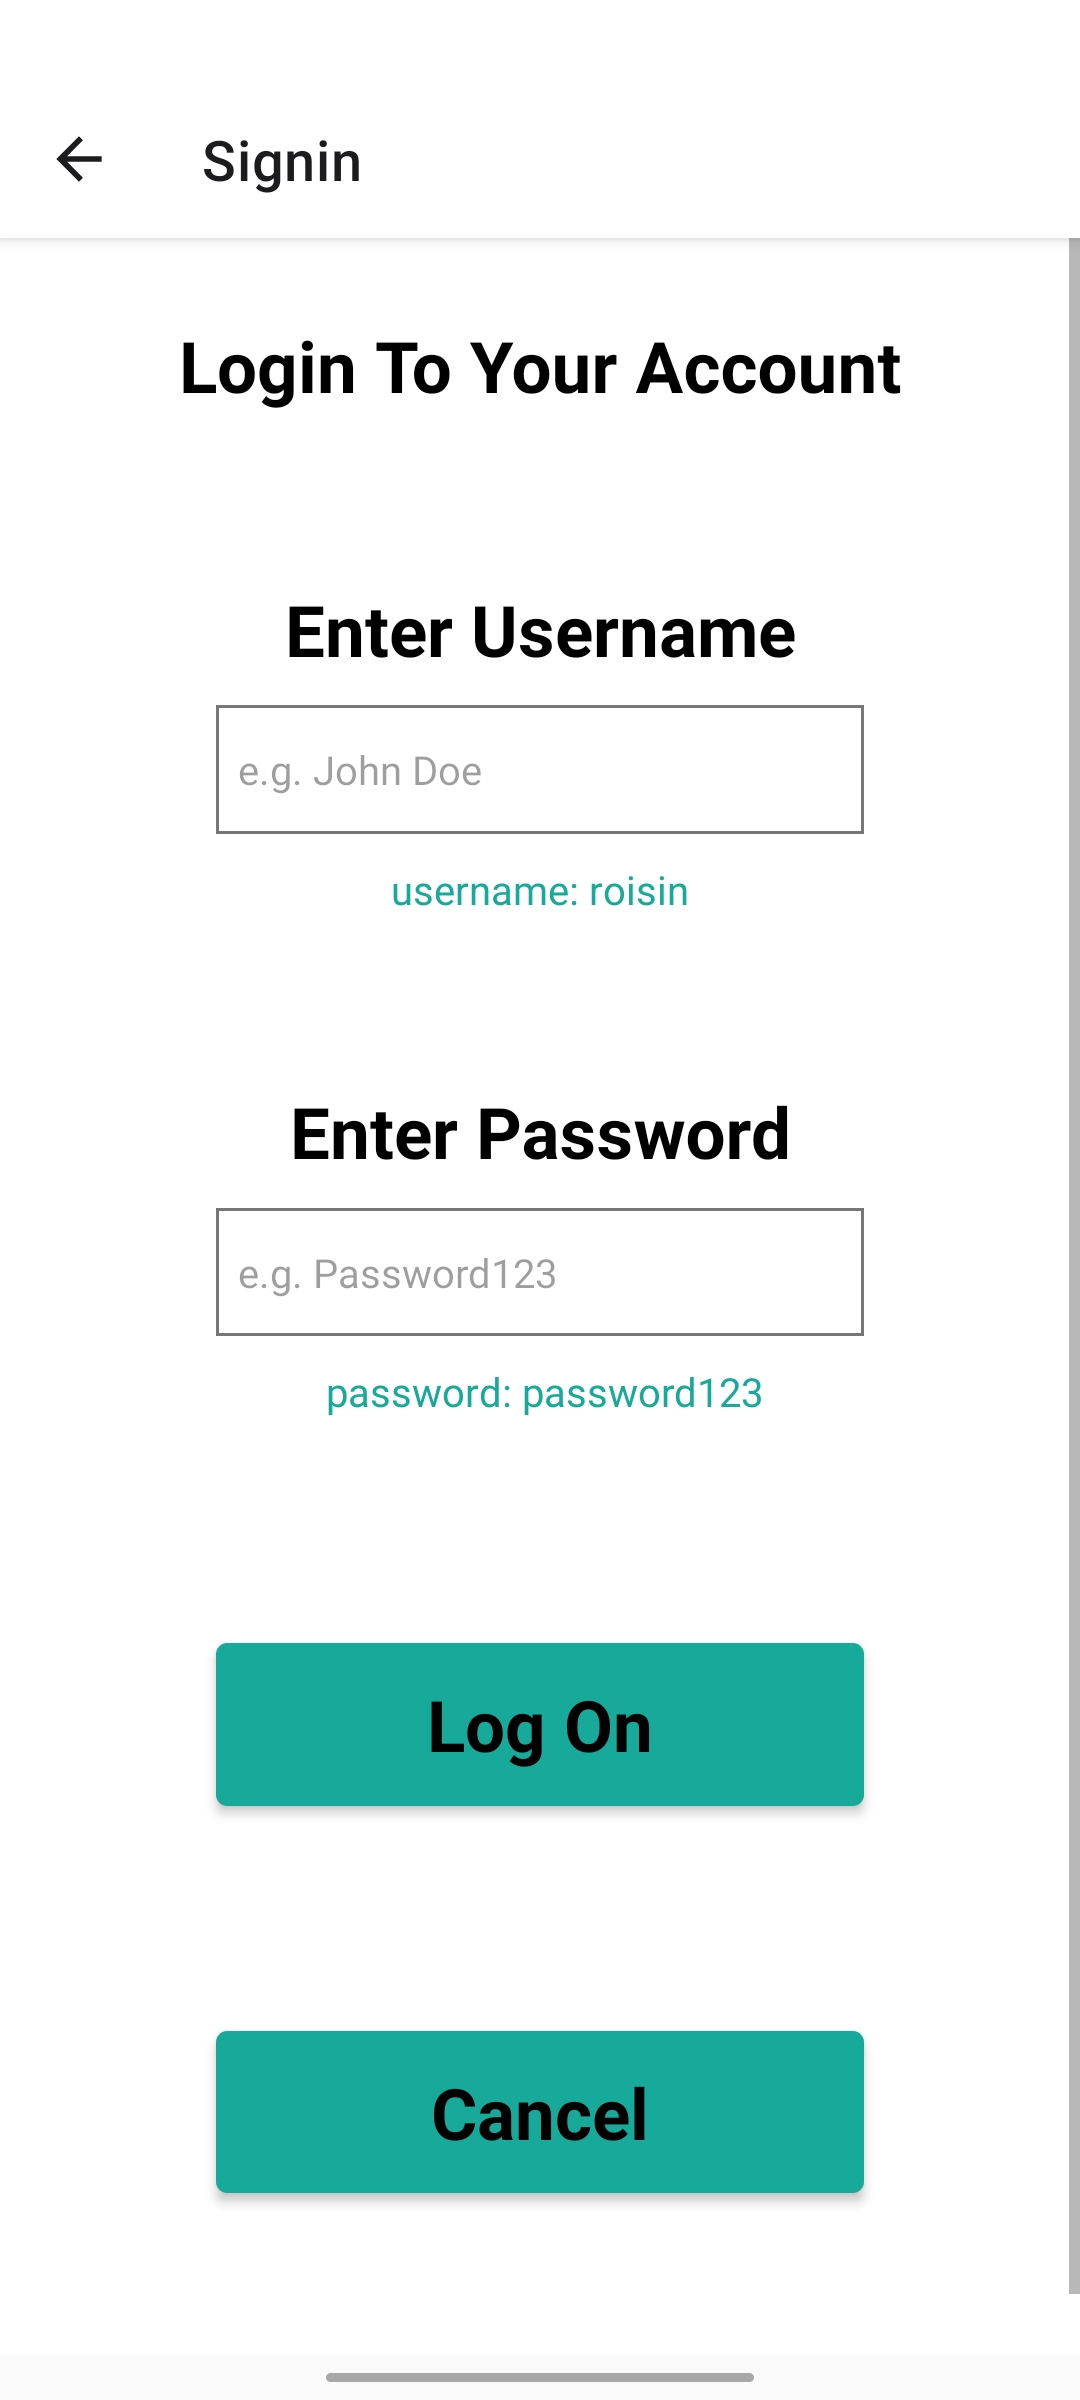 Signin
Login To Your Account
Enter Username
e.g. John Doe
username: roisin
Enter Password
e.g. Password123
password: password123
Log On
Cancel